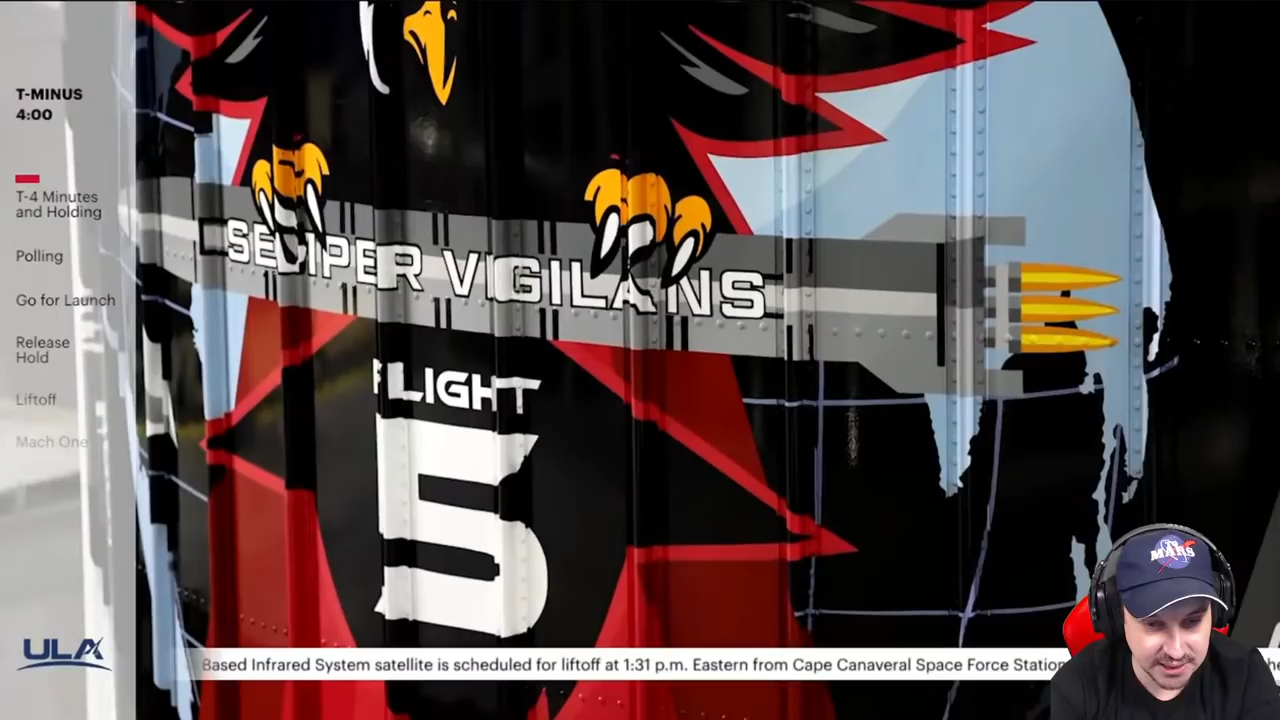 T-MINUS
4:00
T-4 Minutes
and Holding
Polling
Go for Launch
Release
Hold
Liftoff
Mach One
ULA
SEMPER VIGILANS
FLIGHT
5
Based Infrared System satellite is scheduled for liftoff at 1:31 p.m. Eastern from Cape Canaveral Space Force Station
TO
MARS